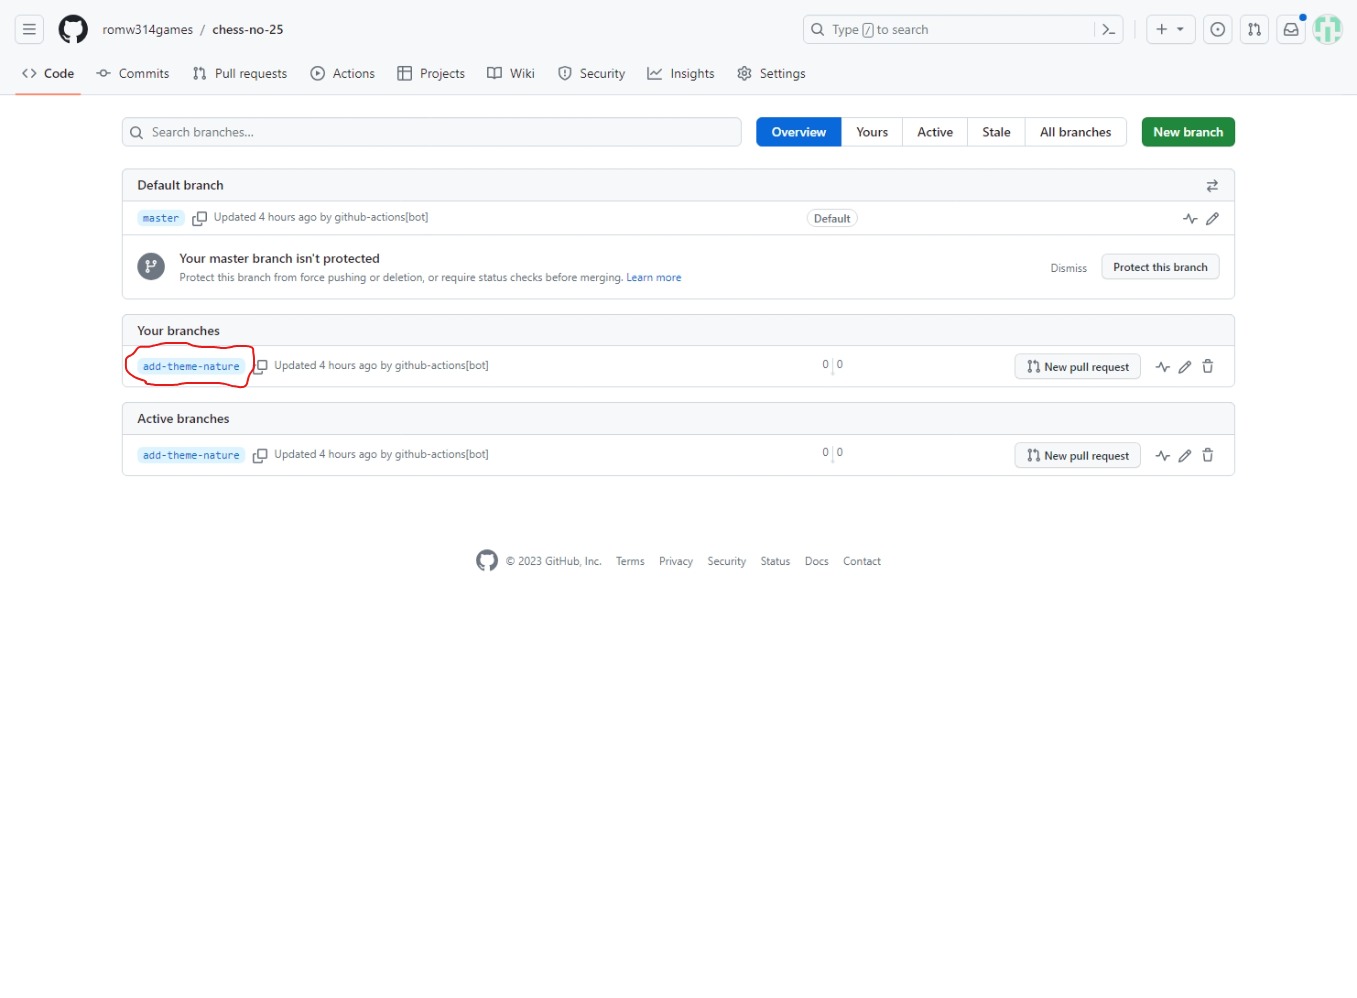 romw314games / chess-no-25
Type / to search
Code Commits Pull requests Actions Projects Wiki Security Insights Settings
Search branches...
Overview Yours Active Stale All branches New branch
Default branch
master Updated 4 hours ago by github-actions[bot] Default
Your master branch isn't protected
Protect this branch from force pushing or deletion, or require status checks before merging. Learn more
Dismiss Protect this branch
Your branches
add-theme-nature Updated 4 hours ago by github-actions[bot] 0 0 New pull request
Active branches
add-theme-nature Updated 4 hours ago by github-actions[bot] 0 0 New pull request
© 2023 GitHub, Inc. Terms Privacy Security Status Docs Contact